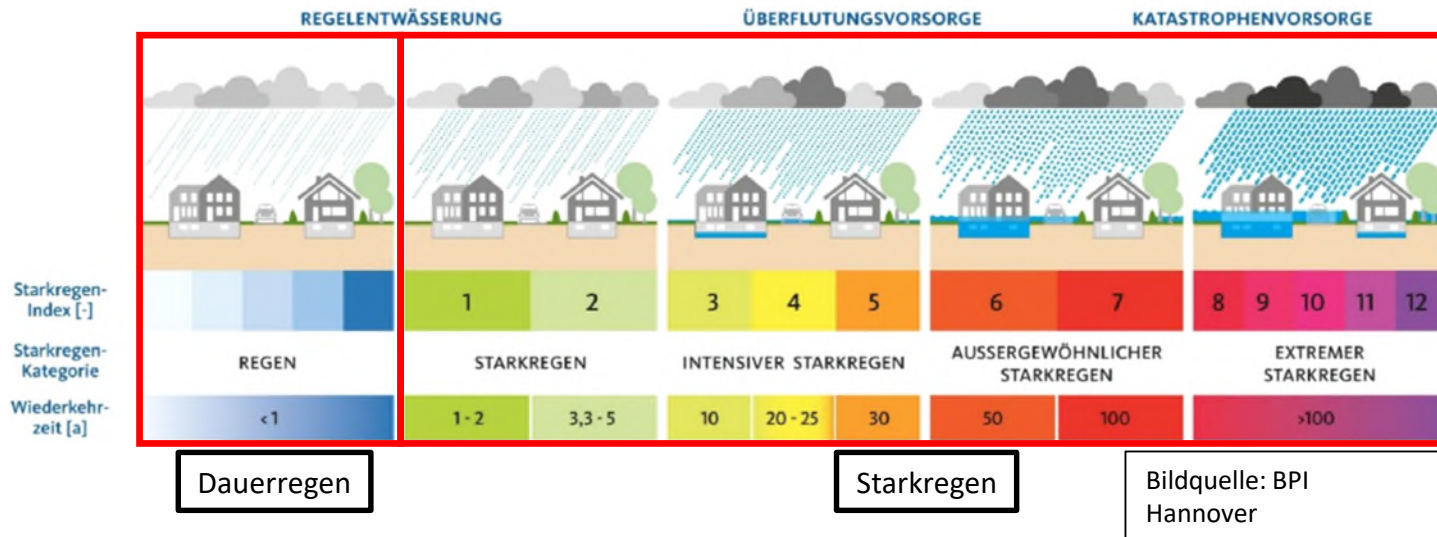 REGELENTWÄSSERUNG ÜBERFLUTUNGSVORSORGE KATASTROPHENVORSORGE
Starkregen-
Index [-]
1 2 3 4 5 6 7 8 9 10 11 12
Starkregen-
Kategorie
REGEN
STARKREGEN
INTENSIVER STARKREGEN
AUSSERGEWÖHNLICHER
STARKREGEN
EXTREMER
STARKREGEN
Wiederkehr-
zeit [a]
<1 1 - 2 3,3 - 5 10 20 - 25 30 50 100 >100
Dauerregen
Starkregen
Bildquelle: BPI
Hannover